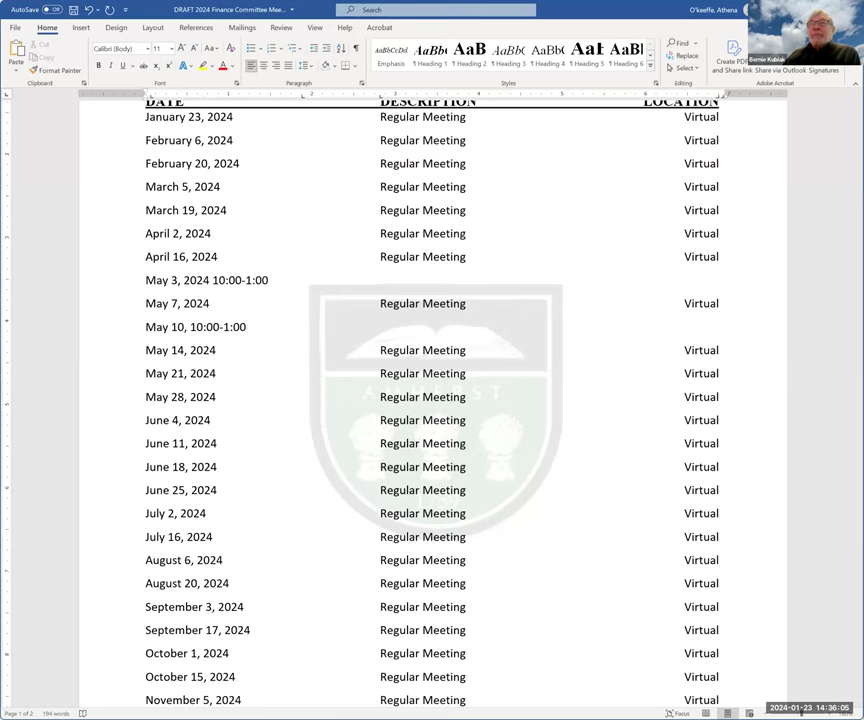 AutoSave Off DRAFT 2024 Finance Committee Mee... Search O'keeffe, Athena
File Home Insert Design Layout References Mailings Review View Help Acrobat
Paste Cut Copy Format Painter
Calibri (Body) 11
Emphasis ¶ Heading 1 ¶ Heading 2 ¶ Heading 3 ¶ Heading 4 ¶ Heading 5 ¶ Heading 6
Find Replace Select
Create PDF and Share link Share via Outlook Signatures
Clipboard Font Paragraph Styles Editing Adobe Acrobat
Bernie Kubiak
DATE DESCRIPTION LOCATION
January 23, 2024 Regular Meeting Virtual
February 6, 2024 Regular Meeting Virtual
February 20, 2024 Regular Meeting Virtual
March 5, 2024 Regular Meeting Virtual
March 19, 2024 Regular Meeting Virtual
April 2, 2024 Regular Meeting Virtual
April 16, 2024 Regular Meeting Virtual
May 3, 2024 10:00-1:00
May 7, 2024 Regular Meeting Virtual
May 10, 10:00-1:00
May 14, 2024 Regular Meeting Virtual
May 21, 2024 Regular Meeting Virtual
May 28, 2024 Regular Meeting Virtual
AMHERST
June 4, 2024 Regular Meeting Virtual
June 11, 2024 Regular Meeting Virtual
June 18, 2024 Regular Meeting Virtual
June 25, 2024 Regular Meeting Virtual
July 2, 2024 Regular Meeting Virtual
July 16, 2024 Regular Meeting Virtual
August 6, 2024 Regular Meeting Virtual
August 20, 2024 Regular Meeting Virtual
September 3, 2024 Regular Meeting Virtual
September 17, 2024 Regular Meeting Virtual
October 1, 2024 Regular Meeting Virtual
October 15, 2024 Regular Meeting Virtual
November 5, 2024 Regular Meeting Virtual
Page 1 of 2 194 words Focus
2024-01-23 14:36:05